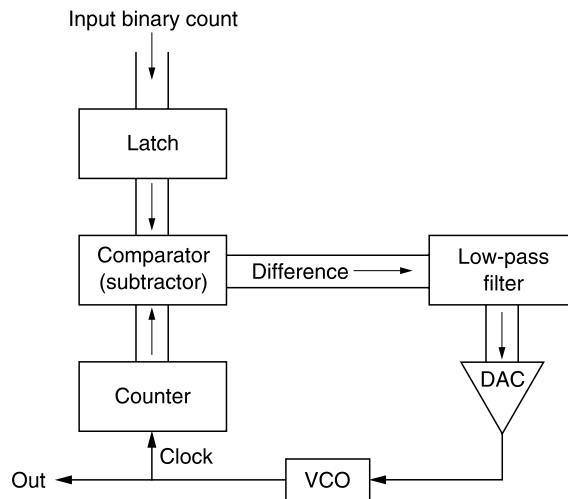 Input binary count
Latch
Comparator
(subtractor)
Difference
Low-pass
filter
DAC
Counter
Clock
Out
VCO